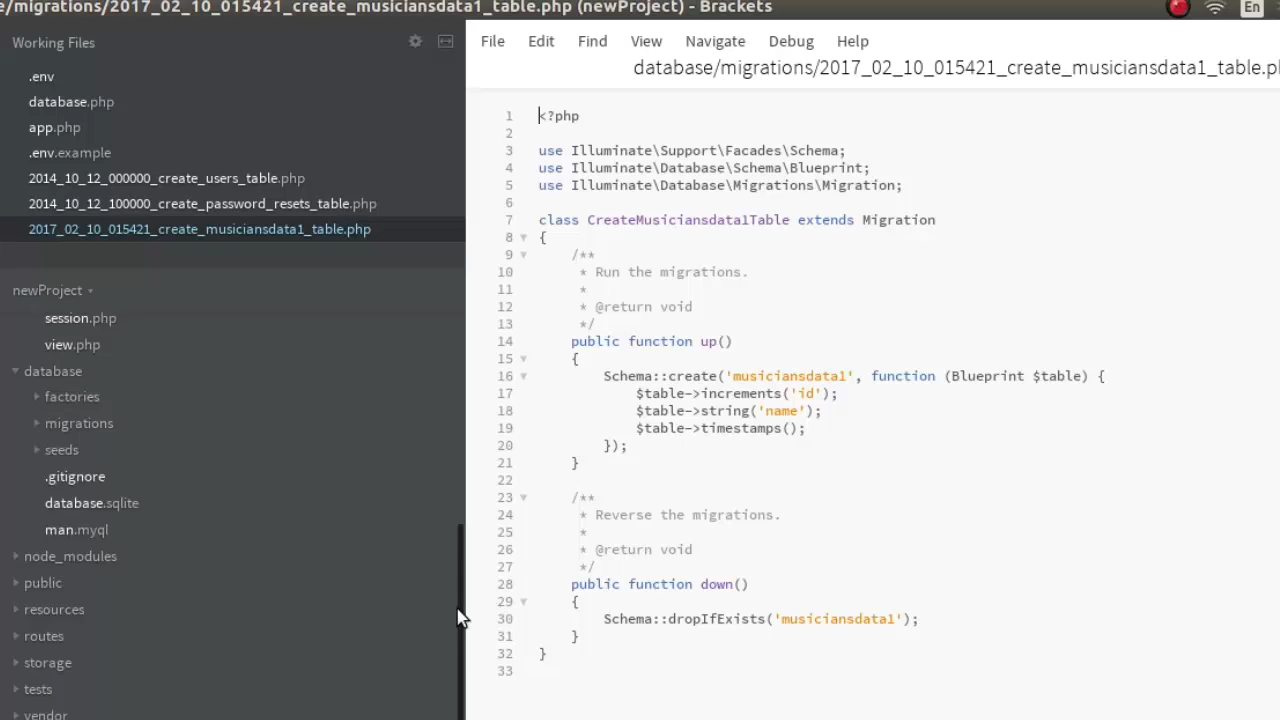 e/migrations/2017_02_10_015421_create_musiciansdata1_table.php (newProject) - Brackets
En
Working Files
.env
database.php
app.php
.env.example
2014_10_12_000000_create_users_table.php
2014_10_12_100000_create_password_resets_table.php
2017_02_10_015421_create_musiciansdata1_table.php
newProject
session.php
view.php
database
factories
migrations
seeds
.gitignore
database.sqlite
man.myql
node_modules
public
resources
routes
storage
tests
vendor
File Edit Find View Navigate Debug Help
database/migrations/2017_02_10_015421_create_musiciansdata1_table.ph
1 <?php
2
3 use Illuminate\Support\Facades\Schema;
4 use Illuminate\Database\Schema\Blueprint;
5 use Illuminate\Database\Migrations\Migration;
6
7 class CreateMusiciansdata1Table extends Migration
8 {
9 /**
10 * Run the migrations.
11 *
12 * @return void
13 */
14 public function up()
15 {
16 Schema::create('musiciansdata1', function (Blueprint $table) {
17 $table->increments('id');
18 $table->string('name');
19 $table->timestamps();
20 });
21 }
22
23 /**
24 * Reverse the migrations.
25 *
26 * @return void
27 */
28 public function down()
29 {
30 Schema::dropIfExists('musiciansdata1');
31 }
32 }
33